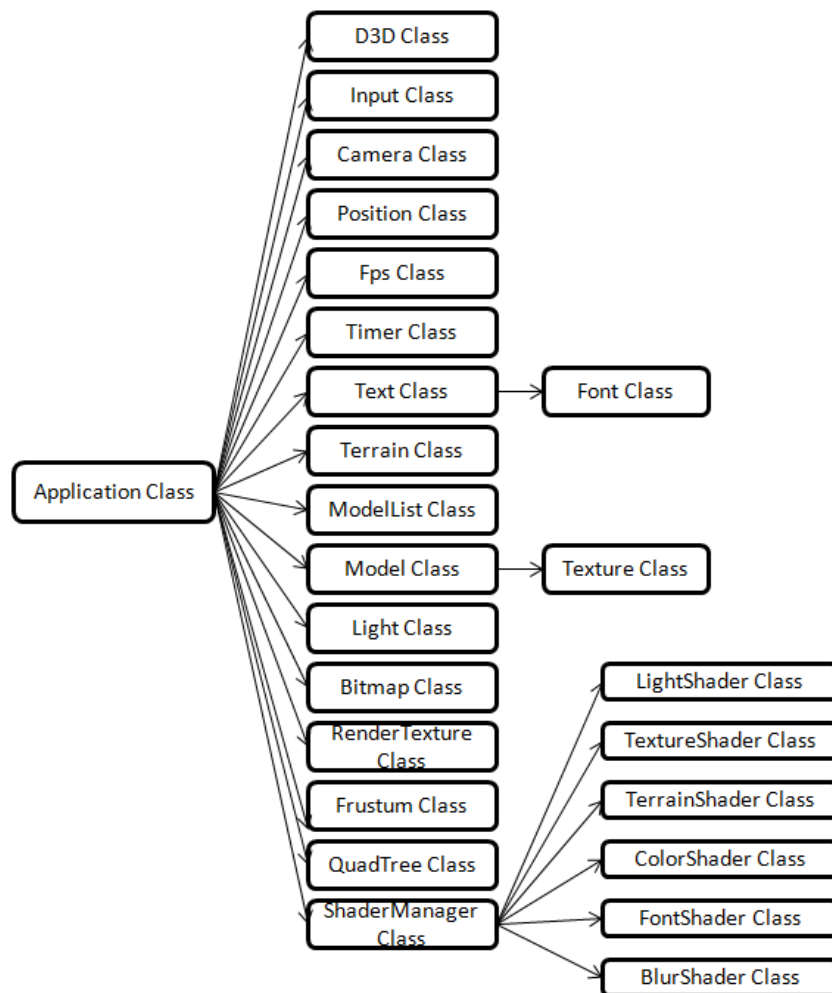 D3D Class
Input Class
Camera Class
Position Class
Fps Class
Timer Class
Text Class
Font Class
Terrain Class
Application Class
ModelList Class
Model Class
Texture Class
Light Class
Bitmap Class
LightShader Class
RenderTexture
Class
TextureShader Class
Frustum Class
TerrainShader Class
QuadTree Class
ColorShader Class
ShaderManager
Class
FontShader Class
BlurShader Class